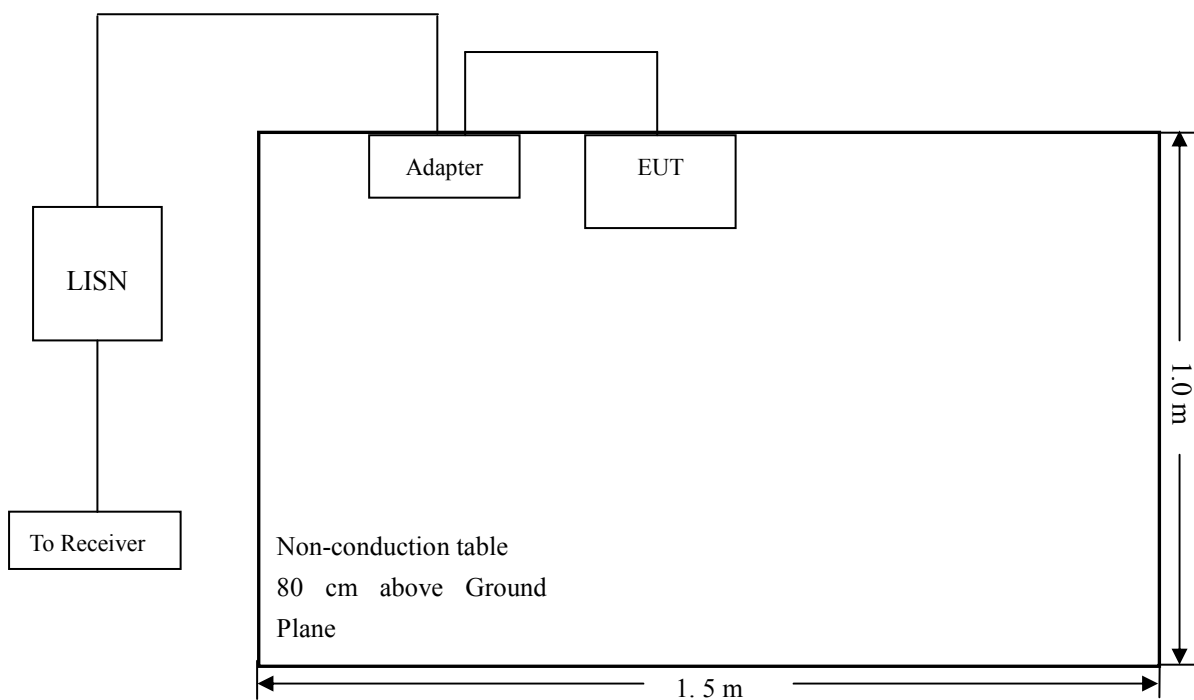 Adapter
EUT
LISN
To Receiver
Non-conduction table
80 cm above Ground
Plane
1.0 m
1. 5 m